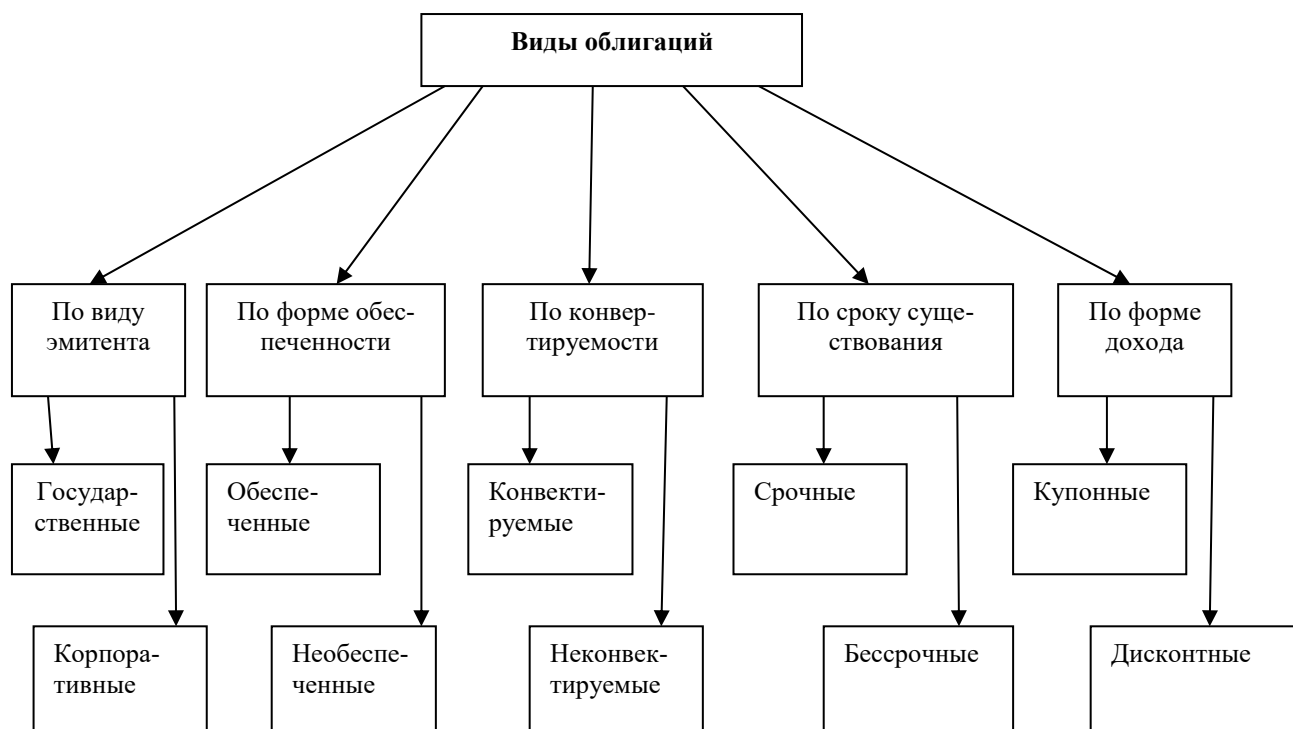 Виды облигаций
По виду
эмитента
По форме обес-
печенности
По конвер-
тируемости
По сроку суще-
ствования
По форме
дохода
Государ-
ственные
Обеспе-
ченные
Конвекти-
руемые
Срочные
Купонные
Корпора-
тивные
Необеспе-
ченные
Неконвек-
тируемые
Бессрочные
Дисконтные